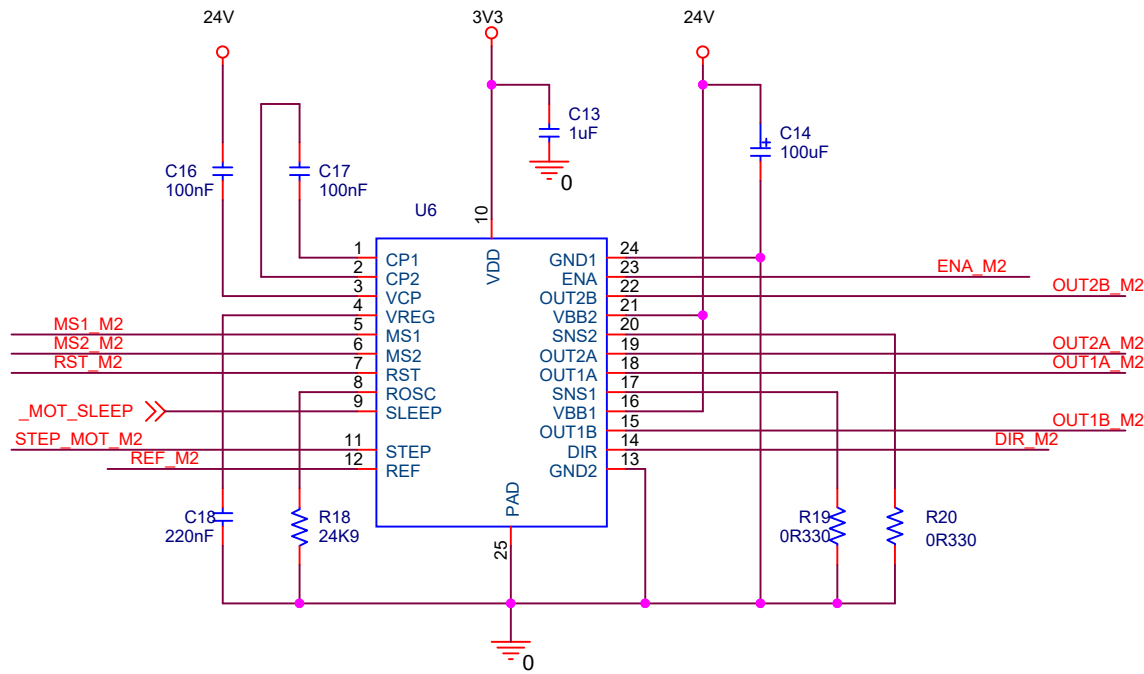 24V
3V3
24V
C13
1uF
0
C14
100uF
C16
100nF
C17
100nF
U6
10
VDD
1
CP1
2
CP2
3
VCP
4
VREG
5
MS1
6
MS2
7
RST
8
ROSC
9
SLEEP
11
STEP
12
REF
24
GND1
23
ENA
22
OUT2B
21
VBB2
20
SNS2
19
OUT2A
18
OUT1A
17
SNS1
16
VBB1
15
OUT1B
14
DIR
13
GND2
PAD
25
MS1_M2
MS2_M2
RST_M2
_MOT_SLEEP
STEP_MOT_M2
REF_M2
ENA_M2
OUT2B_M2
OUT2A_M2
OUT1A_M2
OUT1B_M2
DIR_M2
C18
220nF
R18
24K9
R19
0R330
R20
0R330
0